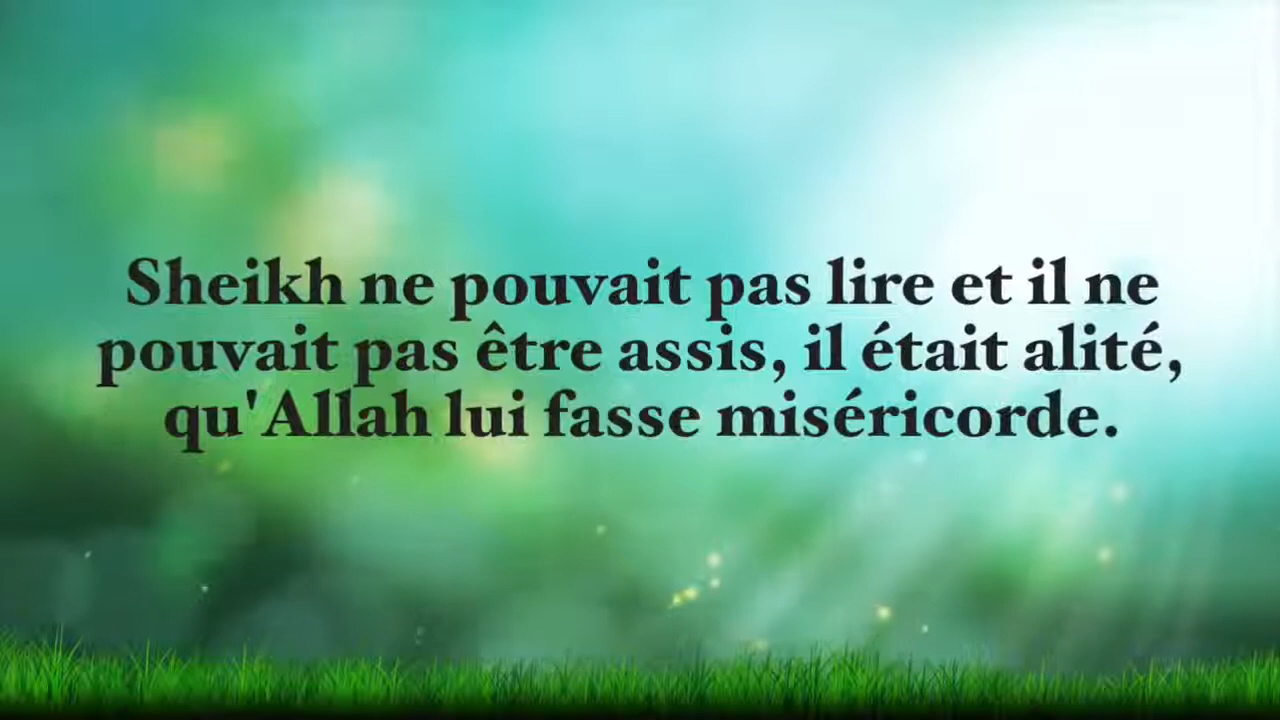 Sheikh ne pouvait pas lire et il ne
pouvait pas être assis, il était alité,
qu'Allah lui fasse miséricorde.